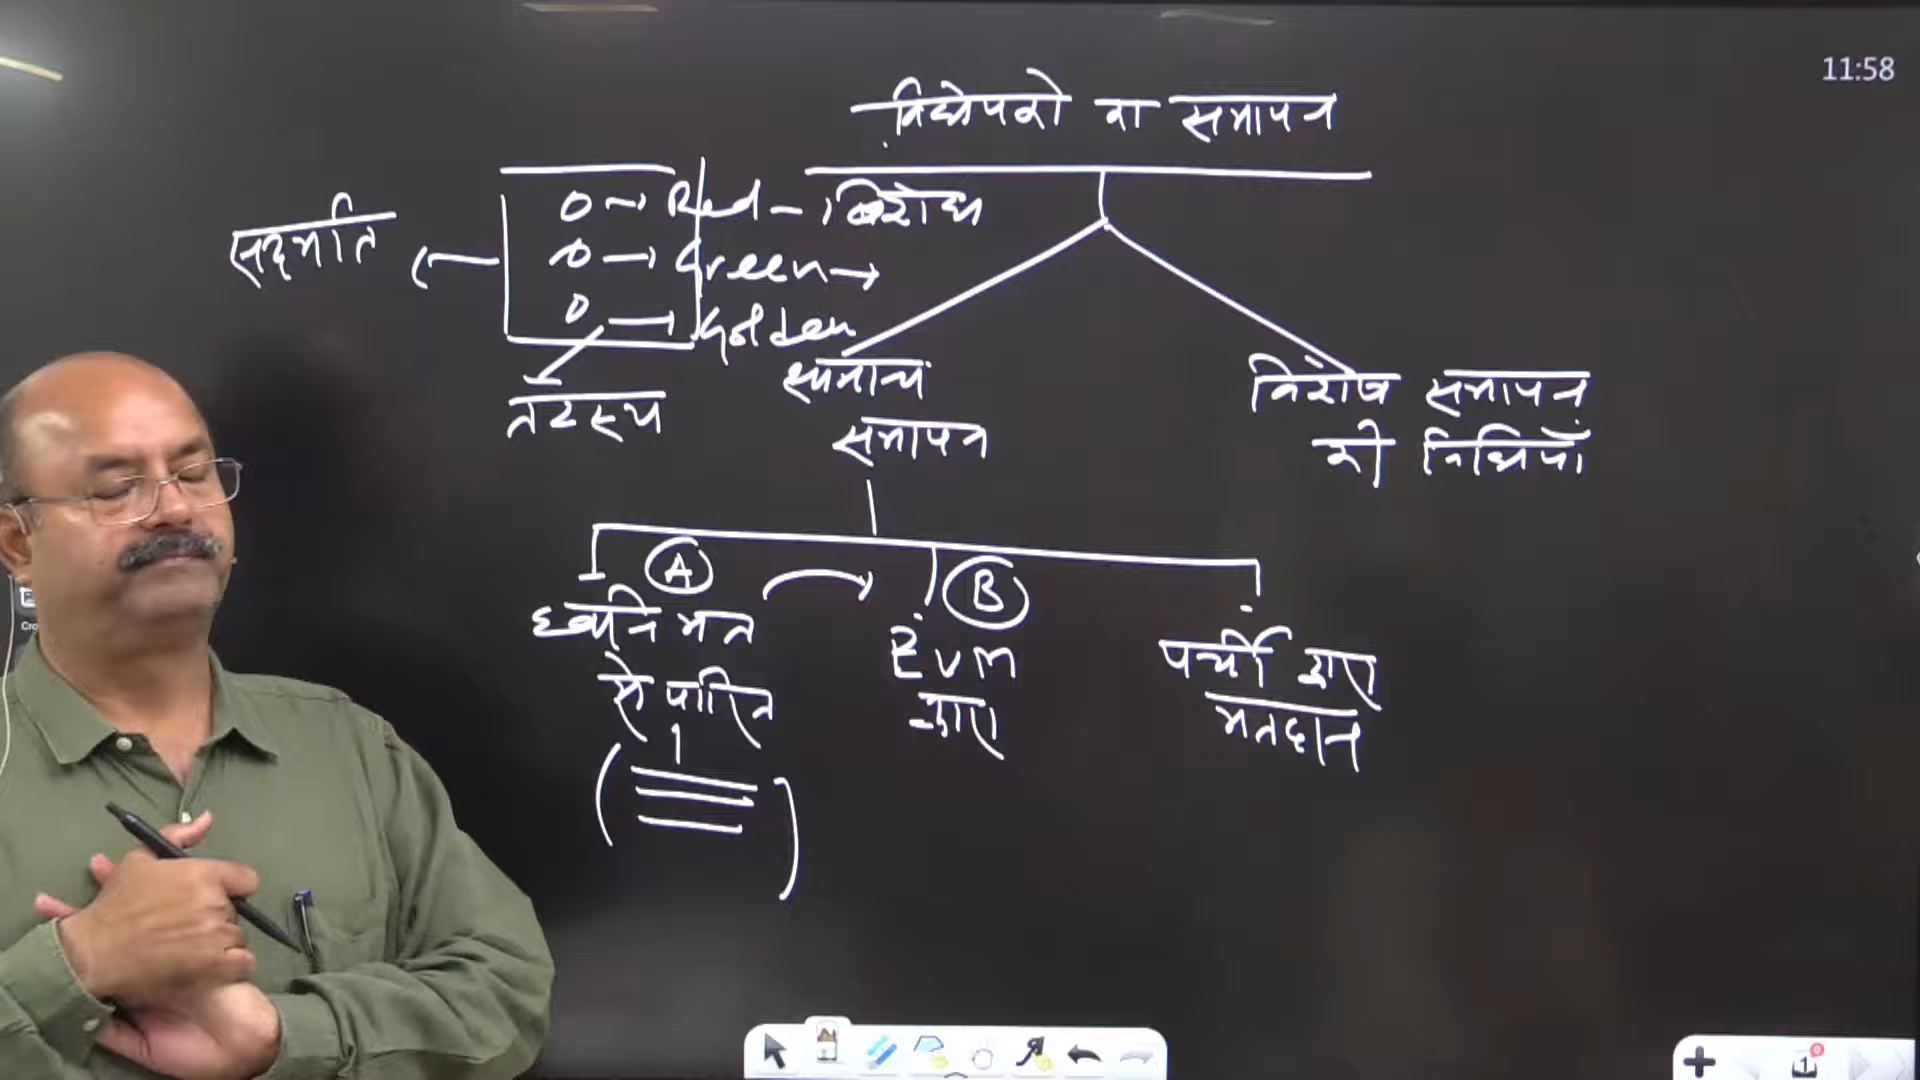 11:58
विधेयकों का समापन
0 → Red → विरोध
सहमति
0 → Green →
0 → Golden
तटस्थ
सामान्य
समापन
विशेष समापन
की विधियाँ
A
B
ध्वनि मत
से पारित
EVM
द्वारा
पर्ची द्वारा
मतदान